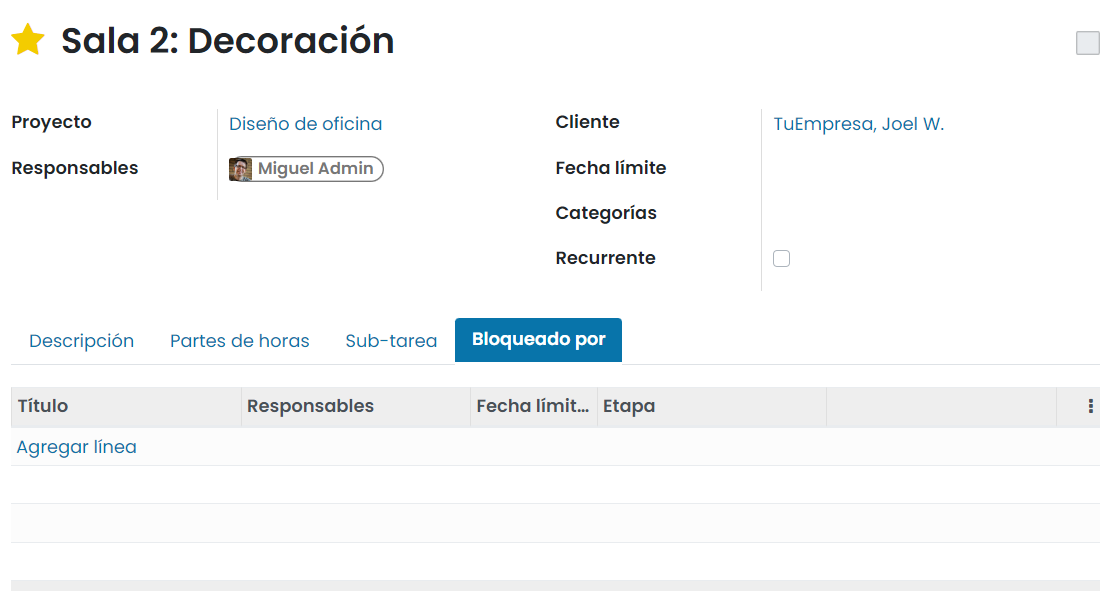 Sala 2: Decoración
Proyecto
Diseño de oficina
Cliente
TuEmpresa, Joel W.
Responsables
Miguel Admin
Fecha límite
Categorías
Recurrente
Descripción
Partes de horas
Sub-tarea
Bloqueado por
Título
Responsables
Fecha límit...
Etapa
Agregar línea